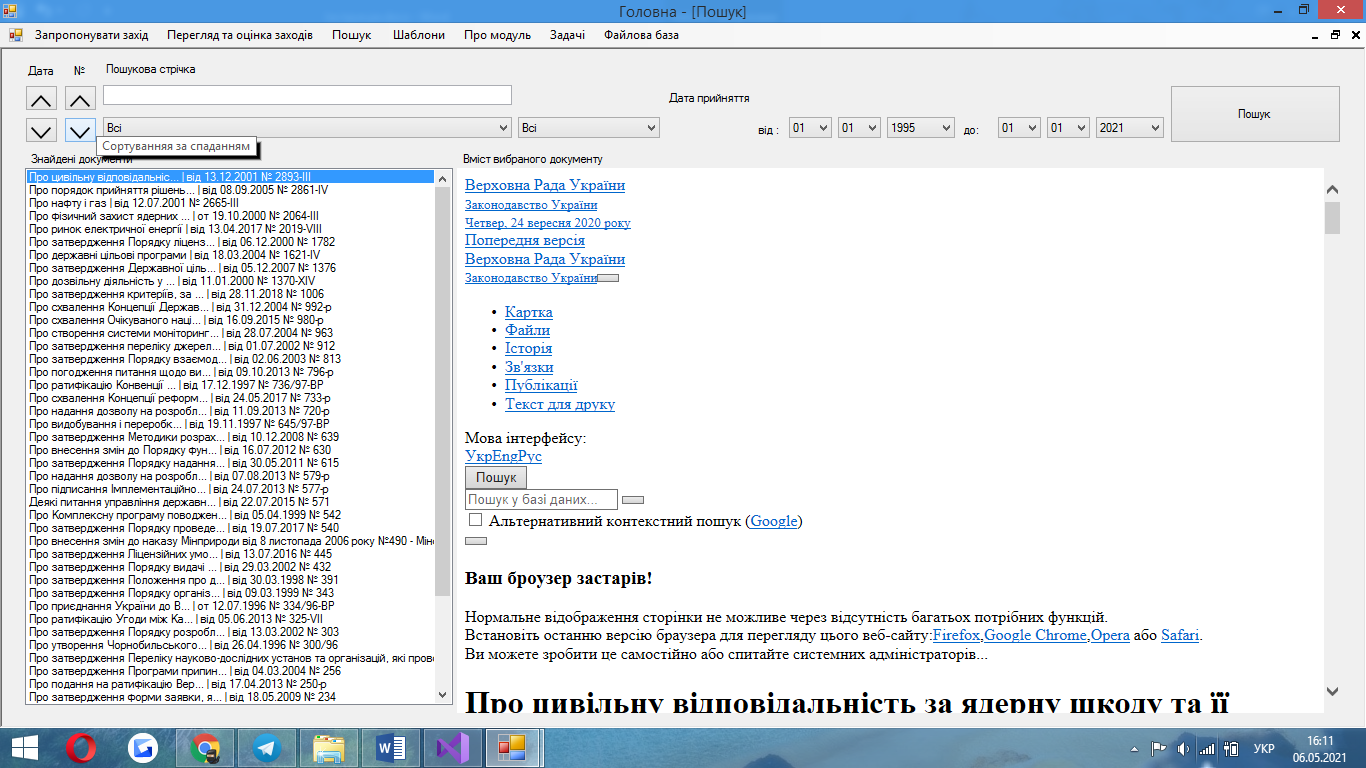 Головна - [Пошук]
Запропонувати захід Перегляд та оцінка заходів Пошук Шаблони Про модуль Задачі Файлова база
Дата № Пошукова стрічка
Дата прийняття
Пошук
Всі Всі від : 01 01 1995 до: 01 01 2021
Сортуванняя за спаданням
Знайдені документи
Вміст вибраного документу
Про цивільну відповідальніс... | від 13.12.2001 № 2893-III
Про порядок прийняття рішень... | від 08.09.2005 № 2861-IV
Про нафту і газ | від 12.07.2001 № 2665-III
Про фізичний захист ядерних ... | от 19.10.2000 № 2064-III
Про ринок електричної енергії | від 13.04.2017 № 2019-VIII
Про затвердження Порядку ліценз... | від 06.12.2000 № 1782
Про державні цільові програми | від 18.03.2004 № 1621-IV
Про затвердження Державної ціль... | від 05.12.2007 № 1376
Про дозвільну діяльність у ... | від 11.01.2000 № 1370-XIV
Про затвердження критеріїв, за ... | від 28.11.2018 № 1006
Про схвалення Концепції Держав... | від 31.12.2004 № 992-р
Про схвалення Очікуваного наці... | від 16.09.2015 № 980-р
Про створення системи моніторинг... | від 28.07.2004 № 963
Про затвердження переліку джерел... | від 01.07.2002 № 912
Про затвердження Порядку взаємод... | від 02.06.2003 № 813
Про погодження питання щодо ви... | від 09.10.2013 № 796-р
Про ратифікацію Конвенції ... | від 17.12.1997 № 736/97-ВР
Про схвалення Концепції реформ... | від 24.05.2017 № 733-р
Про надання дозволу на розробл... | від 11.09.2013 № 720-р
Про видобування і переробк... | від 19.11.1997 № 645/97-ВР
Про затвердження Методики розрах... | від 10.12.2008 № 639
Про внесення змін до Порядку фун... | від 16.07.2012 № 630
Про затвердження Порядку надання... | від 30.05.2011 № 615
Про надання дозволу на розробл... | від 07.08.2013 № 579-р
Про підписання Імплементаційно... | від 24.07.2013 № 577-р
Деякі питання управління державн... | від 22.07.2015 № 571
Про Комплексну програму поводжен... | від 05.04.1999 № 542
Про затвердження Порядку проведе... | від 19.07.2017 № 540
Про внесення змін до наказу Мінприроди від 8 листопада 2006 року №490 - Мін
Про затвердження Ліцензійних умо... | від 13.07.2016 № 445
Про затвердження Порядку видачі ... | від 29.03.2002 № 432
Про затвердження Положення про д... | від 30.03.1998 № 391
Про затвердження Порядку організ... | від 09.03.1999 № 343
Про приєднання України до В... | от 12.07.1996 № 334/96-ВР
Про ратифікацію Угоди між Ка... | від 05.06.2013 № 325-VII
Про затвердження Порядку розробл... | від 13.03.2002 № 303
Про утворення Чорнобильського... | від 26.04.1996 № 300/96
Про затвердження Переліку науково-дослідних установ та організацій, які пров
Про затвердження Програми припин... | від 04.03.2004 № 256
Про подання на ратифікацію Вер... | від 17.04.2013 № 250-р
Про затвердження форми заявки, я... | від 18.05.2009 № 234
Верховна Рада України
Законодавство України
Четвер, 24 вересня 2020 року
Попередня версія
Верховна Рада України
Законодавство України
• Картка
• Файли
• Історія
• Зв'язки
• Публікації
• Текст для друку
Мова інтерфейсу:
УкрEngРус
Пошук
Пошук у базі даних...
Альтернативний контекстний пошук (Google)
Ваш броузер застарів!
Нормальне відображення сторінки не можливе через відсутність багатьох потрібних функцій.
Встановіть останню версію браузера для перегляду цього веб-сайту:Firefox,Google Chrome,Opera або Safari.
Ви можете зробити це самостійно або спитайте системних адміністраторів...
Про цивільну відповідальність за ядерну шкоду та її
УКР
16:11
06.05.2021